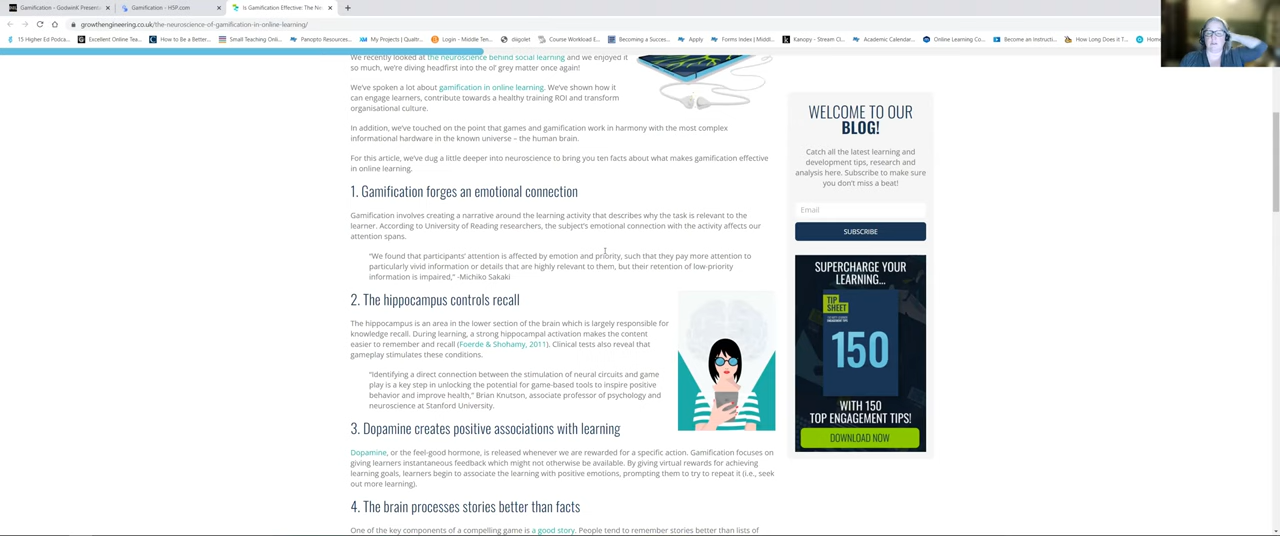 Gamification - GodwinK Presenta
Gamification - H5P.com
Is Gamification Effective: The Ne
growthengineering.co.uk/the-neuroscience-of-gamification-in-online-learning/
15 Higher Ed Podca...
Excellent Online Tea...
How to Be a Better...
Small Teaching Onli...
Panopto Resources...
My Projects | Qualtr...
Login – Middle Ten...
diigolet
Course Workload E...
Becoming a Succes...
Apply
Forms Index | Middl...
Kanopy - Stream Cl...
Academic Calendar...
Online Learning Co...
Become an Instructi...
How Long Does it T...
We recently looked at the neuroscience behind social learning and we enjoyed it
so much, we're diving headfirst into the ol' grey matter once again!
We've spoken a lot about gamification in online learning. We've shown how it
can engage learners, contribute towards a healthy training ROI and transform
organisational culture.
In addition, we've touched on the point that games and gamification work in harmony with the most complex
informational hardware in the known universe – the human brain.
For this article, we've dug a little deeper into neuroscience to bring you ten facts about what makes gamification effective
in online learning.
1. Gamification forges an emotional connection
Gamification involves creating a narrative around the learning activity that describes why the task is relevant to the
learner. According to University of Reading researchers, the subject's emotional connection with the activity affects our
attention spans.
"We found that participants' attention is affected by emotion and priority, such that they pay more attention to
particularly vivid information or details that are highly relevant to them, but their retention of low-priority
information is impaired," -Michiko Sakaki
2. The hippocampus controls recall
The hippocampus is an area in the lower section of the brain which is largely responsible for
knowledge recall. During learning, a strong hippocampal activation makes the content
easier to remember and recall (Foerde & Shohamy, 2011). Clinical tests also reveal that
gameplay stimulates these conditions.
"Identifying a direct connection between the stimulation of neural circuits and game
play is a key step in unlocking the potential for game-based tools to inspire positive
behavior and improve health," Brian Knutson, associate professor of psychology and
neuroscience at Stanford University.
3. Dopamine creates positive associations with learning
Dopamine, or the feel-good hormone, is released whenever we are rewarded for a specific action. Gamification focuses on
giving learners instantaneous feedback which might not otherwise be available. By giving virtual rewards for achieving
learning goals, learners begin to associate the learning with positive emotions, prompting them to try to repeat it (i.e., seek
out more learning).
4. The brain processes stories better than facts
One of the key components of a compelling game is a good story. People tend to remember stories better than lists of
WELCOME TO OUR
BLOG!
Catch all the latest learning and
development tips, research and
analysis here. Subscribe to make sure
you don't miss a beat!
Email
SUBSCRIBE
SUPERCHARGE YOUR
LEARNING...
TIP
SHEET
150
WITH 150
TOP ENGAGEMENT TIPS!
DOWNLOAD NOW